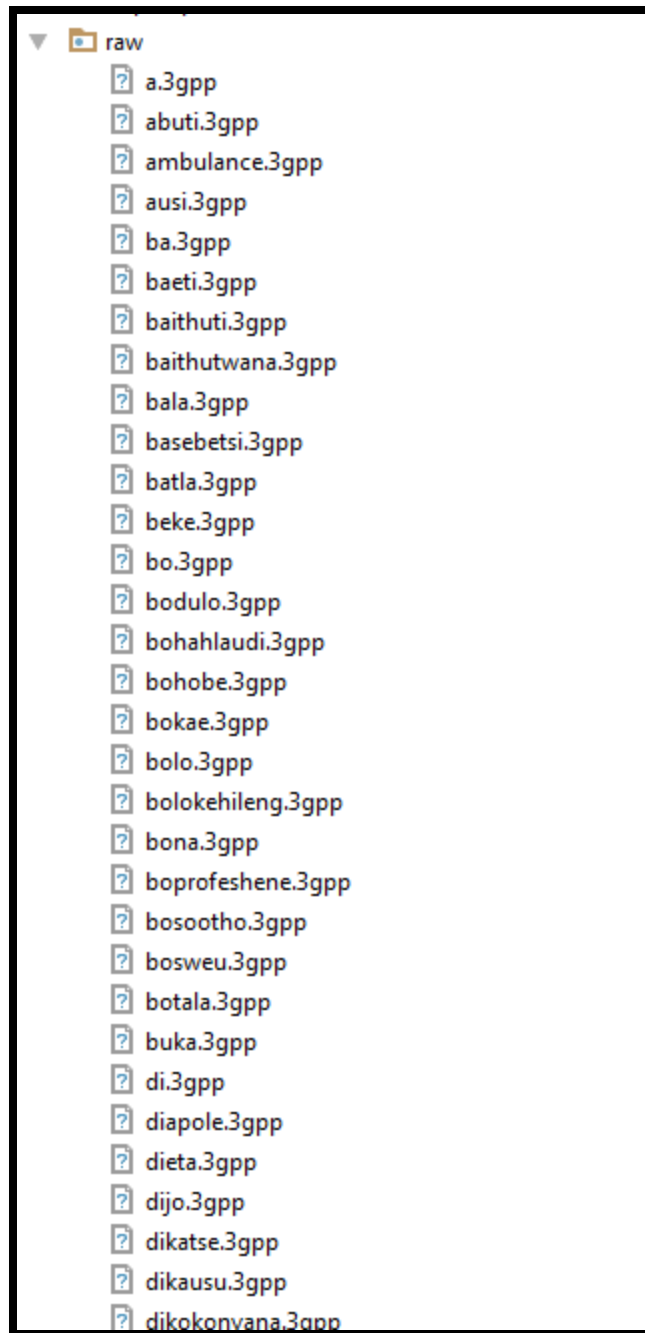 raw
a.3gpp
abuti.3gpp
ambulance.3gpp
ausi.3gpp
ba.3gpp
baeti.3gpp
baithuti.3gpp
baithutwana.3gpp
bala.3gpp
basebetsi.3gpp
batla.3gpp
beke.3gpp
bo.3gpp
bodulo.3gpp
bohahlaudi.3gpp
bohobe.3gpp
bokae.3gpp
bolo.3gpp
bolokehileng.3gpp
bona.3gpp
boprofeshene.3gpp
bosootho.3gpp
bosweu.3gpp
botala.3gpp
buka.3gpp
di.3gpp
diapole.3gpp
dieta.3gpp
dijo.3gpp
dikatse.3gpp
dikausu.3gpp
dikokonyana.3gpp